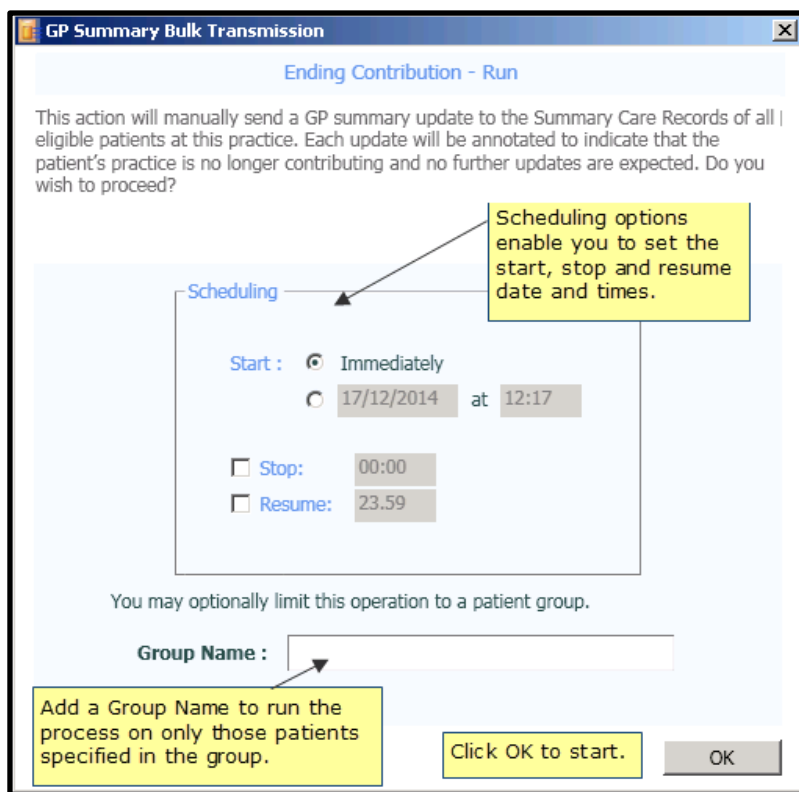 GP Summary Bulk Transmission
Ending Contribution - Run
This action will manually send a GP summary update to the Summary Care Records of all
eligible patients at this practice. Each update will be annotated to indicate that the
patient's practice is no longer contributing and no further updates are expected. Do you
wish to proceed?
Scheduling options
enable you to set the
start, stop and resume
date and times.
Scheduling
Start : Immediately
17/12/2014 at 12:17
Stop: 00:00
Resume: 23.59
You may optionally limit this operation to a patient group.
Group Name :
Add a Group Name to run the
process on only those patients
specified in the group.
Click OK to start.
OK